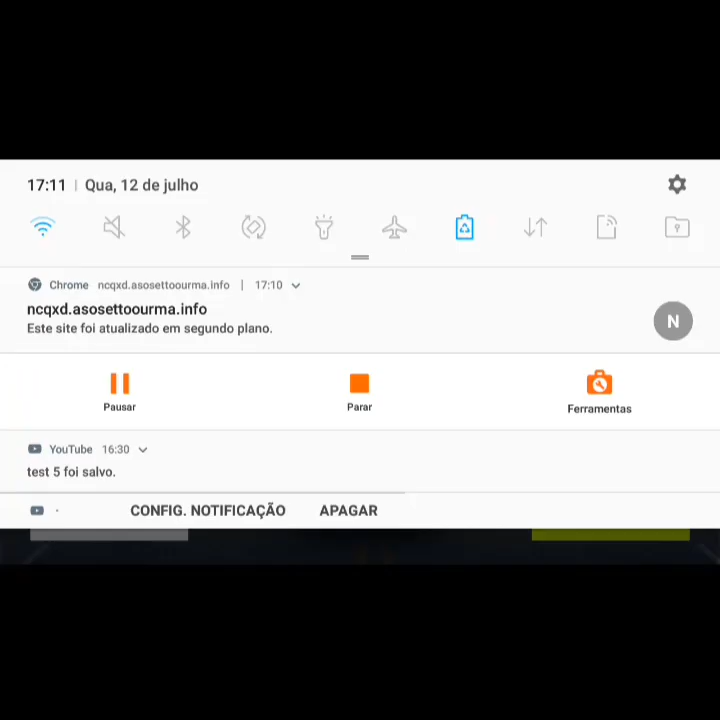 17:11 | Qua, 12 de julho
Chrome ncqxd.asosettoourma.info | 17:10
ncqxd.asosettoourma.info
Este site foi atualizado em segundo plano.
N
Pausar
Parar
Ferramentas
YouTube 16:30
test 5 foi salvo.
CONFIG. NOTIFICAÇÃO APAGAR